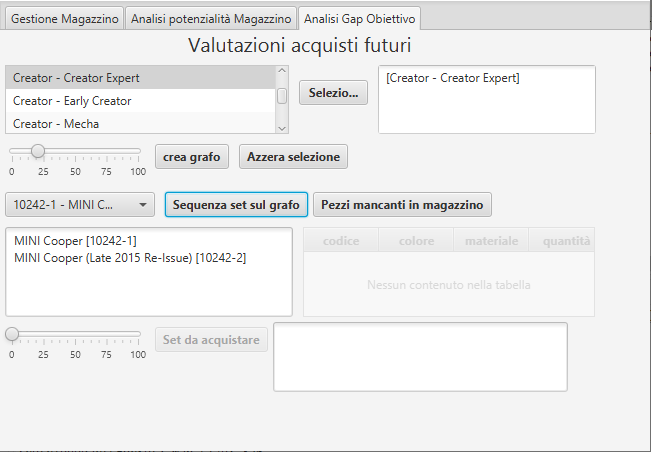 Gestione Magazzino Analisi potenzialità Magazzino Analisi Gap Obiettivo
Valutazioni acquisti futuri
Creator - Creator Expert
Creator - Early Creator
Creator - Mecha
Selezio...
[Creator - Creator Expert]
0 25 50 75 100
crea grafo Azzera selezione
10242-1 - MINI C... Sequenza set sul grafo Pezzi mancanti in magazzino
MINI Cooper [10242-1]
MINI Cooper (Late 2015 Re-Issue) [10242-2]
codice colore materiale quantità
Nessun contenuto nella tabella
0 25 50 75 100
Set da acquistare